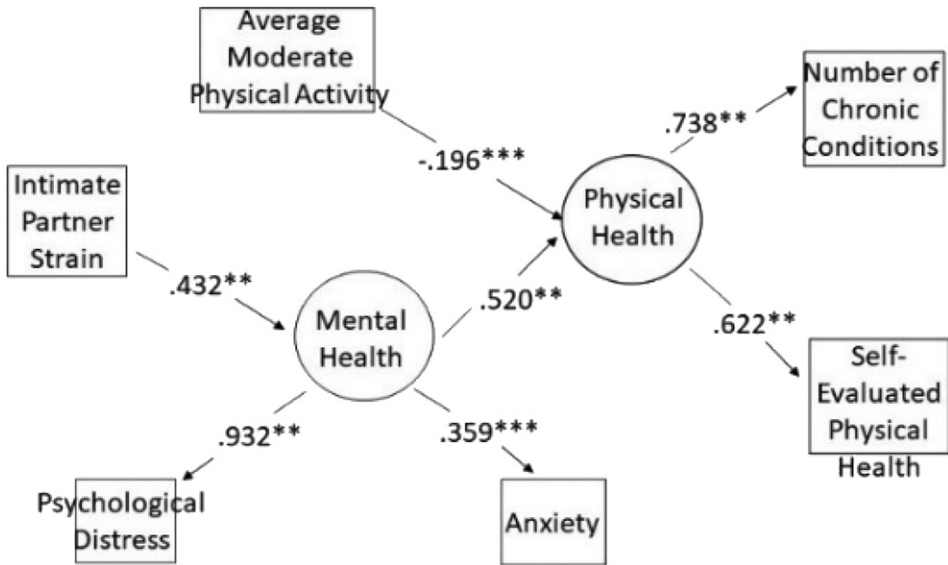 Average
Moderate
Physical Activity
-.196***
Number of
Chronic
Conditions
.738**
Physical
Health
Intimate
Partner
Strain
.432**
Mental
Health
.520**
.622**
Self-
Evaluated
Physical
Health
.932**
.359***
Psychological
Distress
Anxiety